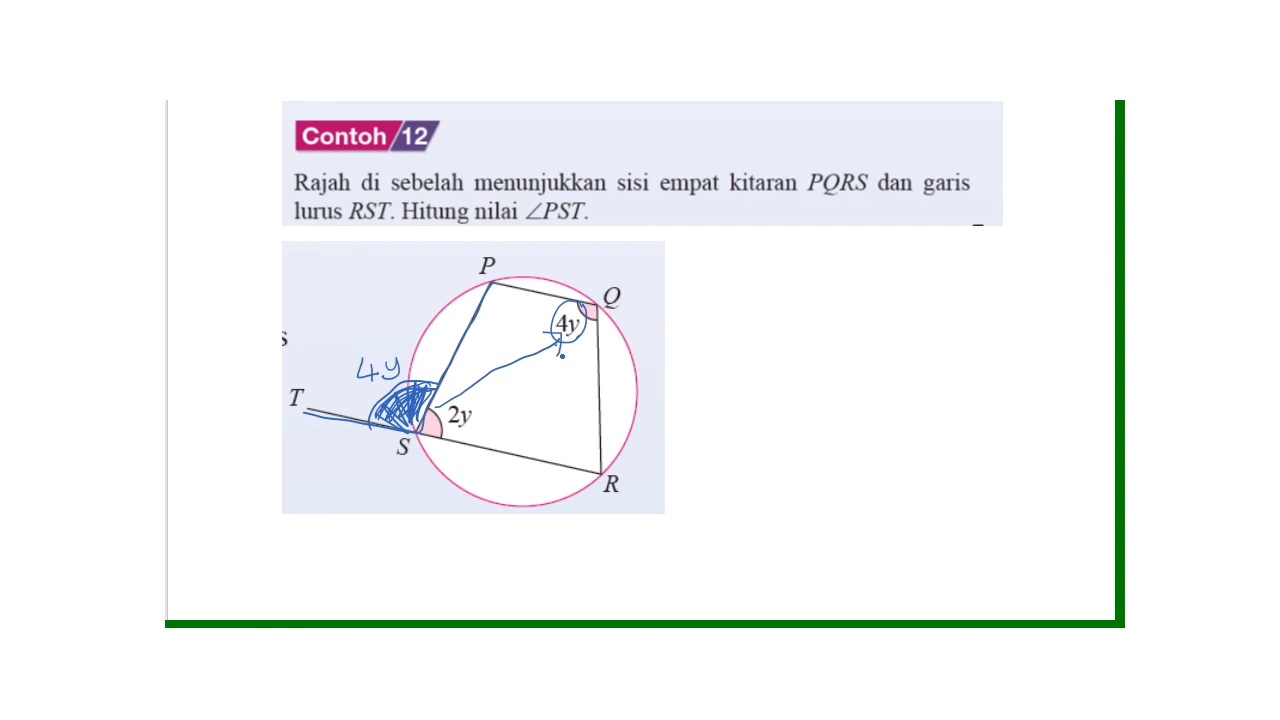 Contoh 12
Rajah di sebelah menunjukkan sisi empat kitaran PQRS dan garis
lurus RST. Hitung nilai ∠PST.
P
Q
4y
s
4y
T
2y
S
R